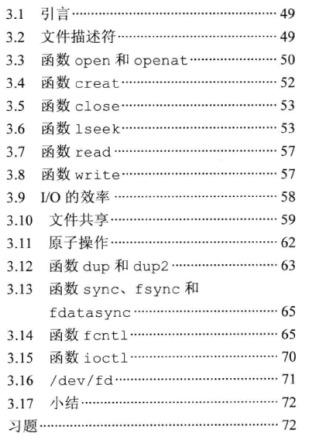 3.1 引言 49
3.2 文件描述符 49
3.3 函数 open 和 openat 50
3.4 函数 creat 52
3.5 函数 close 53
3.6 函数 lseek 53
3.7 函数 read 57
3.8 函数 write 57
3.9 I/O 的效率 58
3.10 文件共享 59
3.11 原子操作 62
3.12 函数 dup 和 dup2 63
3.13 函数 sync、fsync 和
fdatasync 65
3.14 函数 fcntl 65
3.15 函数 ioctl 70
3.16 /dev/fd 71
3.17 小结 72
习题 72